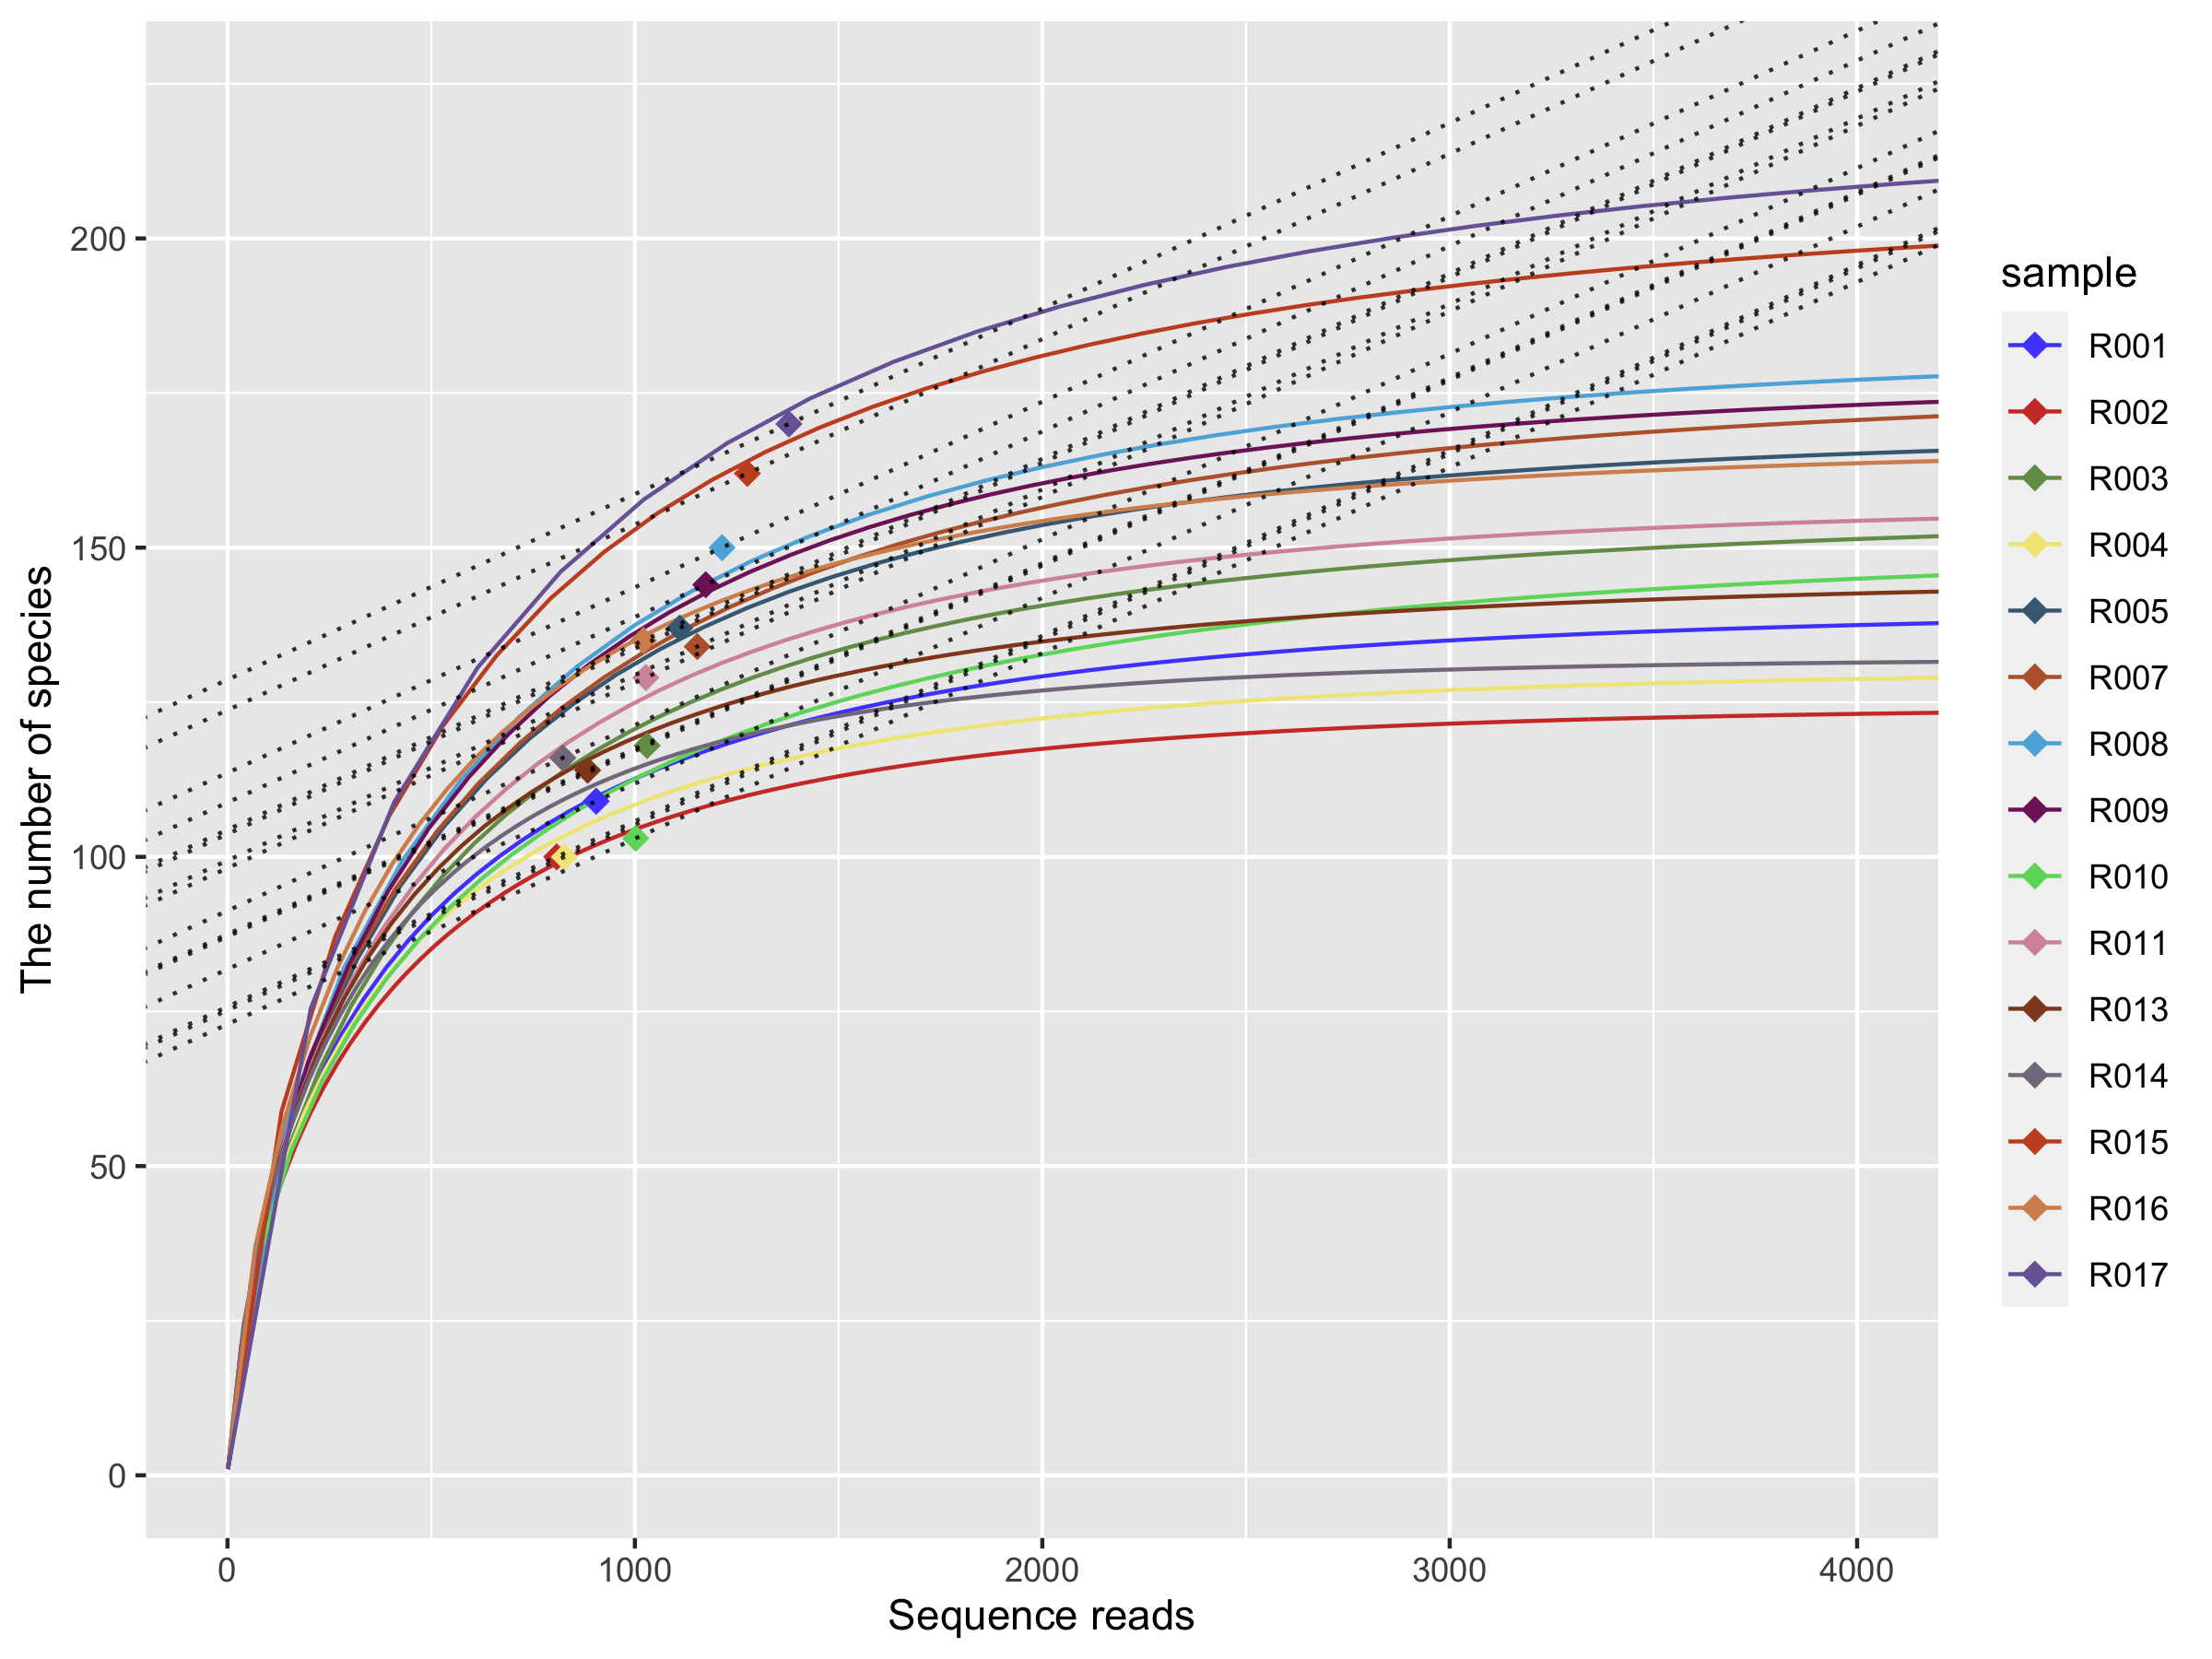 The number of species
200
150
100
50
0
0 1000 2000 3000 4000
Sequence reads
sample
R001
R002
R003
R004
R005
R007
R008
R009
R010
R011
R013
R014
R015
R016
R017